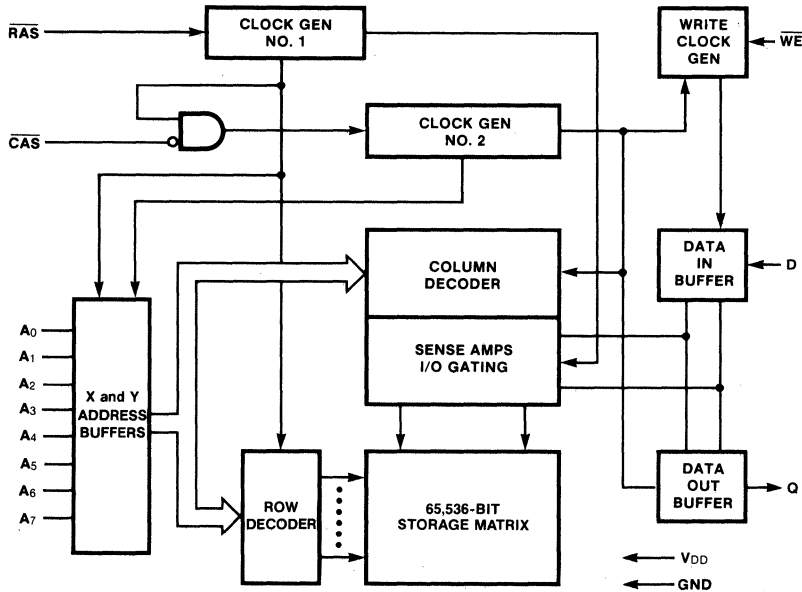 RAS
CLOCK GEN
NO. 1
WRITE
CLOCK
GEN
WE
CAS
CLOCK GEN
NO. 2
COLUMN
DECODER
DATA
IN
BUFFER
D
SENSE AMPS
I/O GATING
A0
A1
A2
A3
A4
A5
A6
A7
X and Y
ADDRESS
BUFFERS
ROW
DECODER
65,536-BIT
STORAGE MATRIX
DATA
OUT
BUFFER
Q
VDD
GND